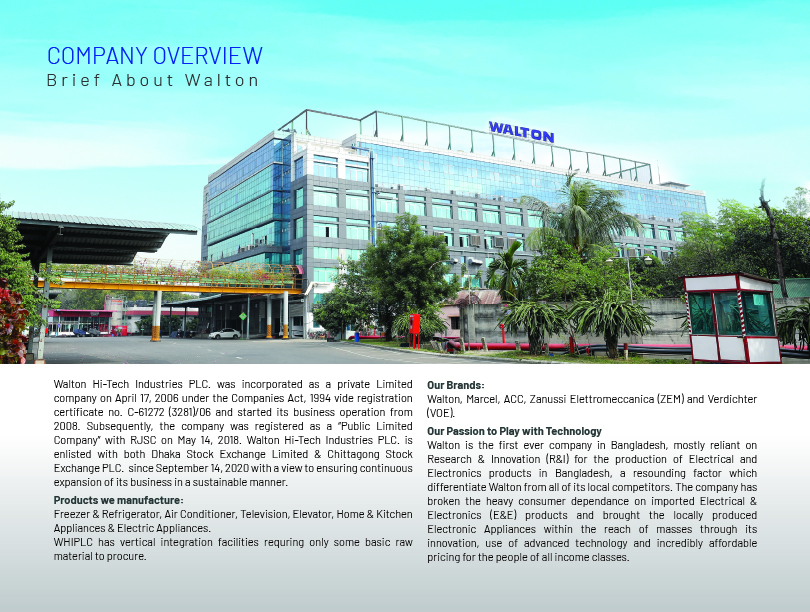 COMPANY OVERVIEW
Brief About Walton
WALTON
Walton Hi-Tech Industries PLC. was incorporated as a private Limited
company on April 17, 2006 under the Companies Act, 1994 vide registration
certificate no. C-61272 (3281)/06 and started its business operation from
2008. Subsequently, the company was registered as a “Public Limited
Company” with RJSC on May 14, 2018. Walton Hi-Tech Industries PLC. is
enlisted with both Dhaka Stock Exchange Limited & Chittagong Stock
Exchange PLC. since September 14, 2020 with a view to ensuring continuous
expansion of its business in a sustainable manner.
Products we manufacture:
Freezer & Refrigerator, Air Conditioner, Television, Elevator, Home & Kitchen
Appliances & Electric Appliances.
WHIPLC has vertical integration facilities requring only some basic raw
material to procure.
Our Brands:
Walton, Marcel, ACC, Zanussi Elettromeccanica (ZEM) and Verdichter
(VOE).
Our Passion to Play with Technology
Walton is the first ever company in Bangladesh, mostly reliant on
Research & Innovation (R&I) for the production of Electrical and
Electronics products in Bangladesh, a resounding factor which
differentiate Walton from all of its local competitors. The company has
broken the heavy consumer dependance on imported Electrical &
Electronics (E&E) products and brought the locally produced
Electronic Appliances within the reach of masses through its
innovation, use of advanced technology and incredibly affordable
pricing for the people of all income classes.